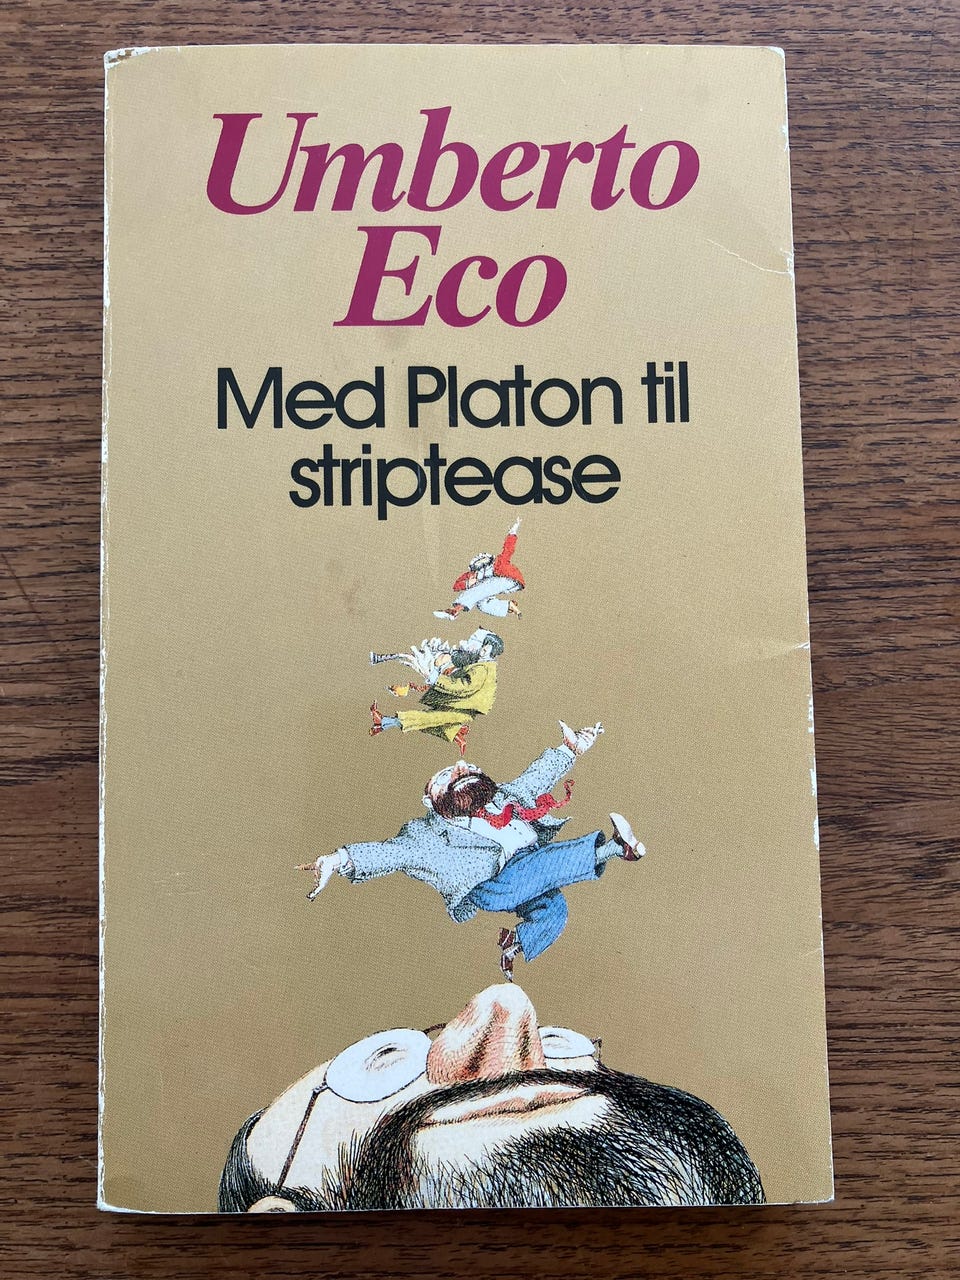 Umberto
Eco
Med Platon til
striptease